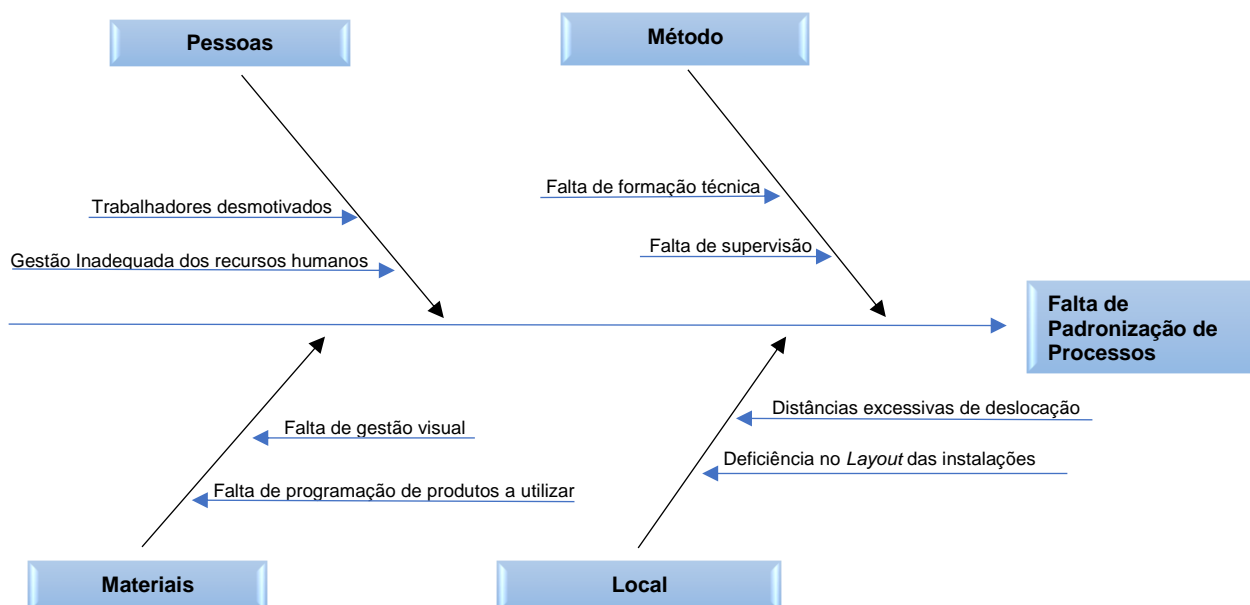 Pessoas
Método
Falta de formação técnica
Trabalhadores desmotivados
Falta de supervisão
Gestão Inadequada dos recursos humanos
Falta de
Padronização de
Processos
Distâncias excessivas de deslocação
Falta de gestão visual
Deficiência no Layout das instalações
Falta de programação de produtos a utilizar
Materiais
Local